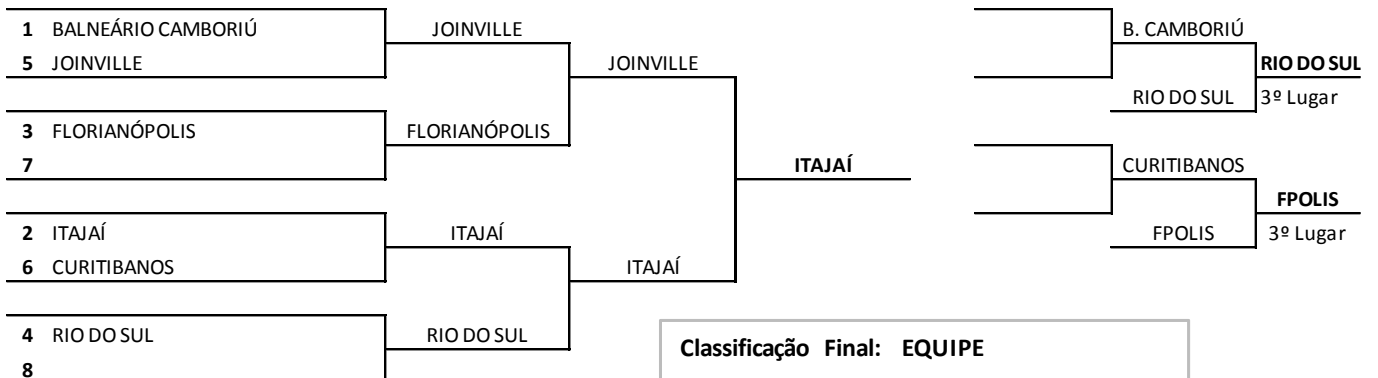 1 BALNEÁRIO CAMBORIÚ
5 JOINVILLE
3 FLORIANÓPOLIS
7
2 ITAJAÍ
6 CURITIBANOS
4 RIO DO SUL
8
JOINVILLE
FLORIANÓPOLIS
ITAJAÍ
RIO DO SUL
JOINVILLE
ITAJAÍ
ITAJAÍ
B. CAMBORIÚ
RIO DO SUL
RIO DO SUL
3º Lugar
CURITIBANOS
FPOLIS
FPOLIS
3º Lugar
Classificação Final: EQUIPE